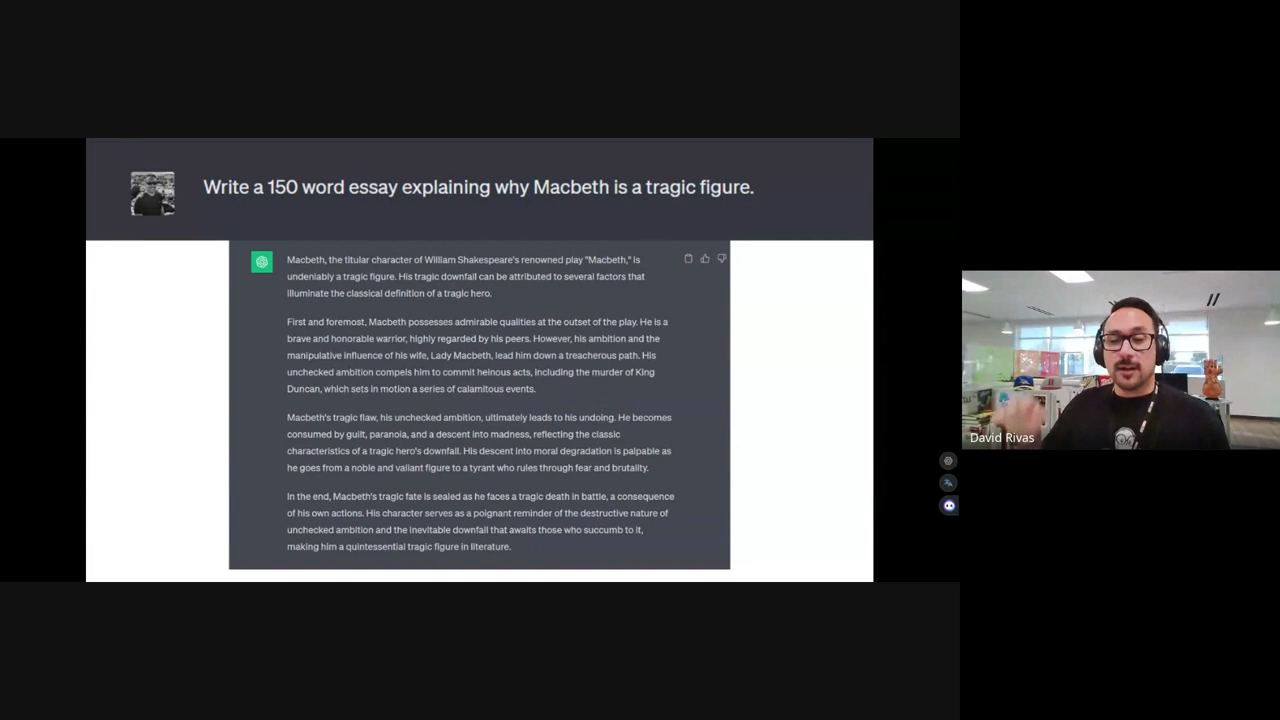 Write a 150 word essay explaining why Macbeth is a tragic figure.
Macbeth, the titular character of William Shakespeare's renowned play "Macbeth," is
undeniably a tragic figure. His tragic downfall can be attributed to several factors that
illuminate the classical definition of a tragic hero.
First and foremost, Macbeth possesses admirable qualities at the outset of the play. He is a
brave and honorable warrior, highly regarded by his peers. However, his ambition and the
manipulative influence of his wife, Lady Macbeth, lead him down a treacherous path. His
unchecked ambition compels him to commit heinous acts, including the murder of King
Duncan, which sets in motion a series of calamitous events.
Macbeth's tragic flaw, his unchecked ambition, ultimately leads to his undoing. He becomes
consumed by guilt, paranoia, and a descent into madness, reflecting the classic
characteristics of a tragic hero's downfall. His descent into moral degradation is palpable as
he goes from a noble and valiant figure to a tyrant who rules through fear and brutality.
In the end, Macbeth's tragic fate is sealed as he faces a tragic death in battle, a consequence
of his own actions. His character serves as a poignant reminder of the destructive nature of
unchecked ambition and the inevitable downfall that awaits those who succumb to it,
making him a quintessential tragic figure in literature.
David Rivas